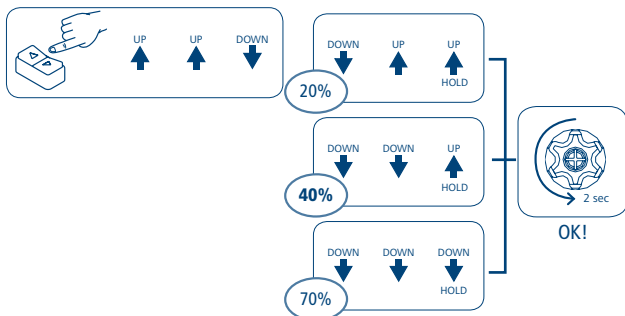 UP UP DOWN
DOWN UP UP
HOLD
20%
DOWN DOWN UP
HOLD
40%
DOWN DOWN DOWN
HOLD
70%
2 sec
OK!